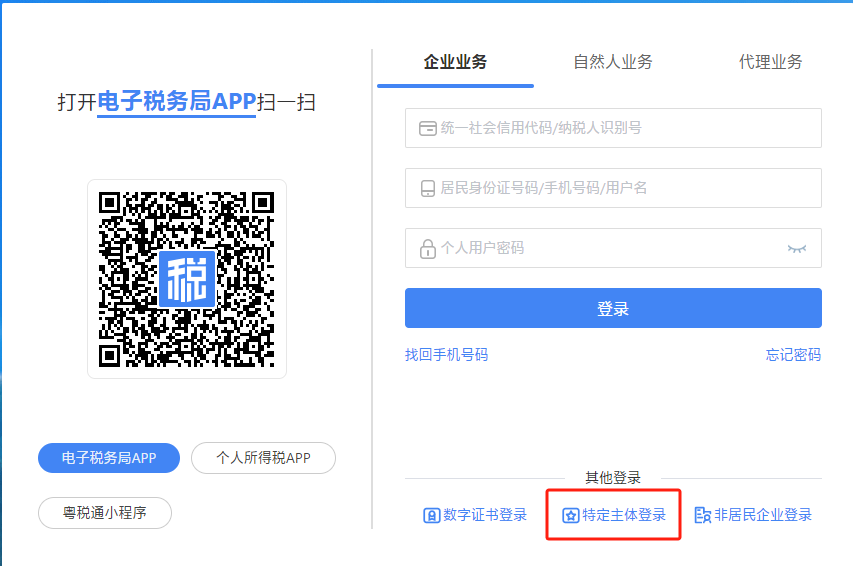 打开电子税务局APP扫一扫
税
电子税务局APP
个人所得税APP
粤税通小程序
企业业务
自然人业务
代理业务
统一社会信用代码/纳税人识别号
居民身份证号码/手机号码/用户名
个人用户密码
登录
找回手机号码
忘记密码
其他登录
数字证书登录
特定主体登录
非居民企业登录